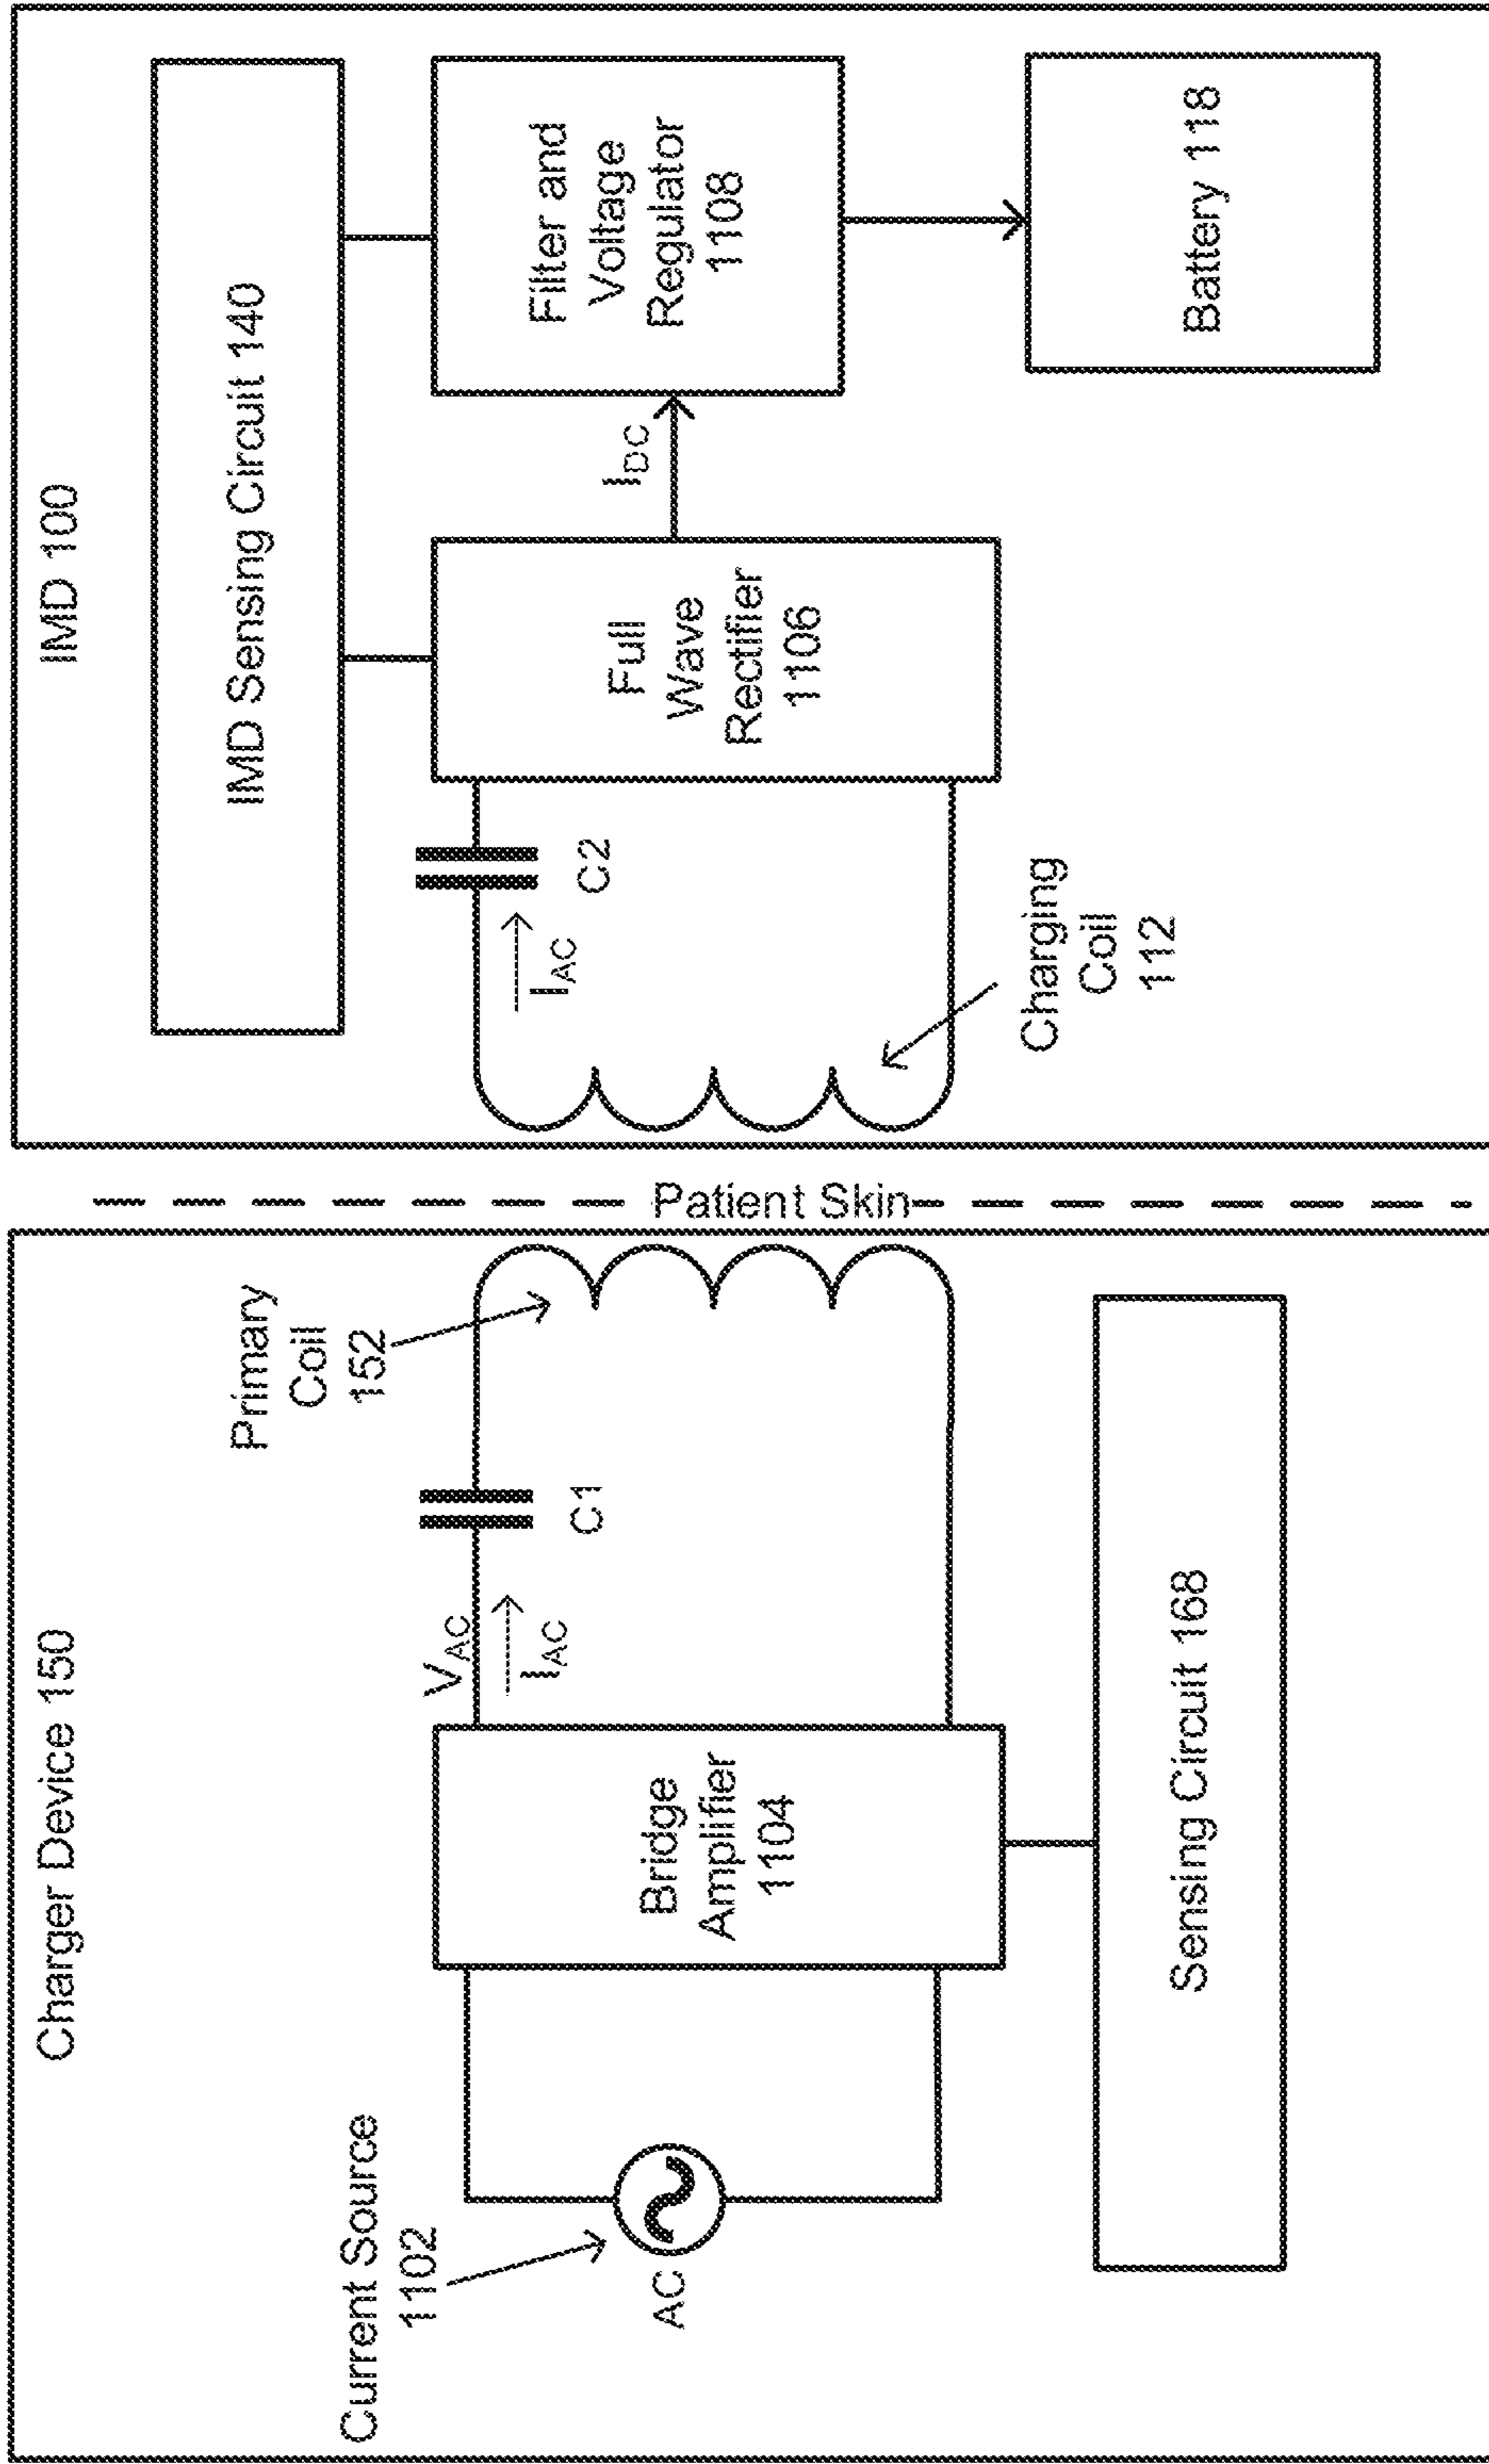 Charger Device 150
Current Source
1102
AC
Bridge
Amplifier
1104
V_AC
I_AC
C1
Primary
Coil
152
Sensing Circuit 168
Patient Skin
IMD 100
IMD Sensing Circuit 140
I_AC
C2
Charging
Coil
112
Full
Wave
Rectifier
1106
I_DC
Filter and
Voltage
Regulator
1108
Battery 118